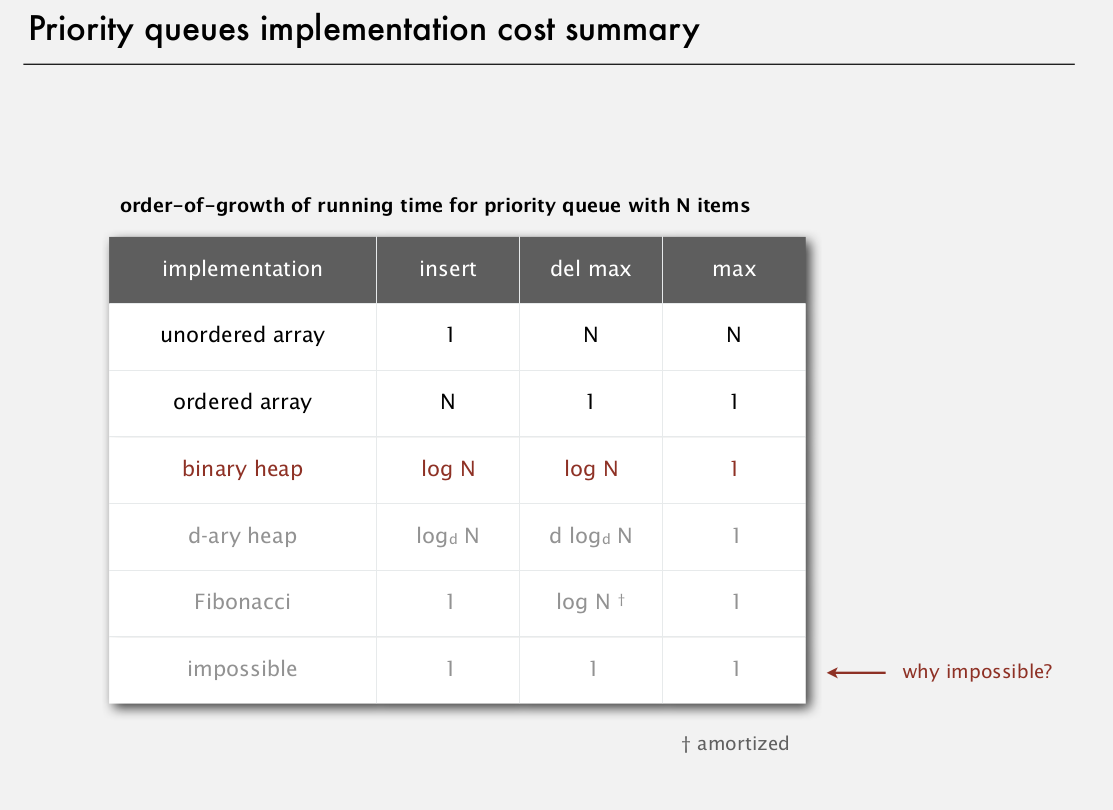 Priority queues implementation cost summary
order-of-growth of running time for priority queue with N items
implementation insert del max max
unordered array 1 N N
ordered array N 1 1
binary heap log N log N 1
d-ary heap logd N d logd N 1
Fibonacci 1 log N † 1
impossible 1 1 1
why impossible?
† amortized